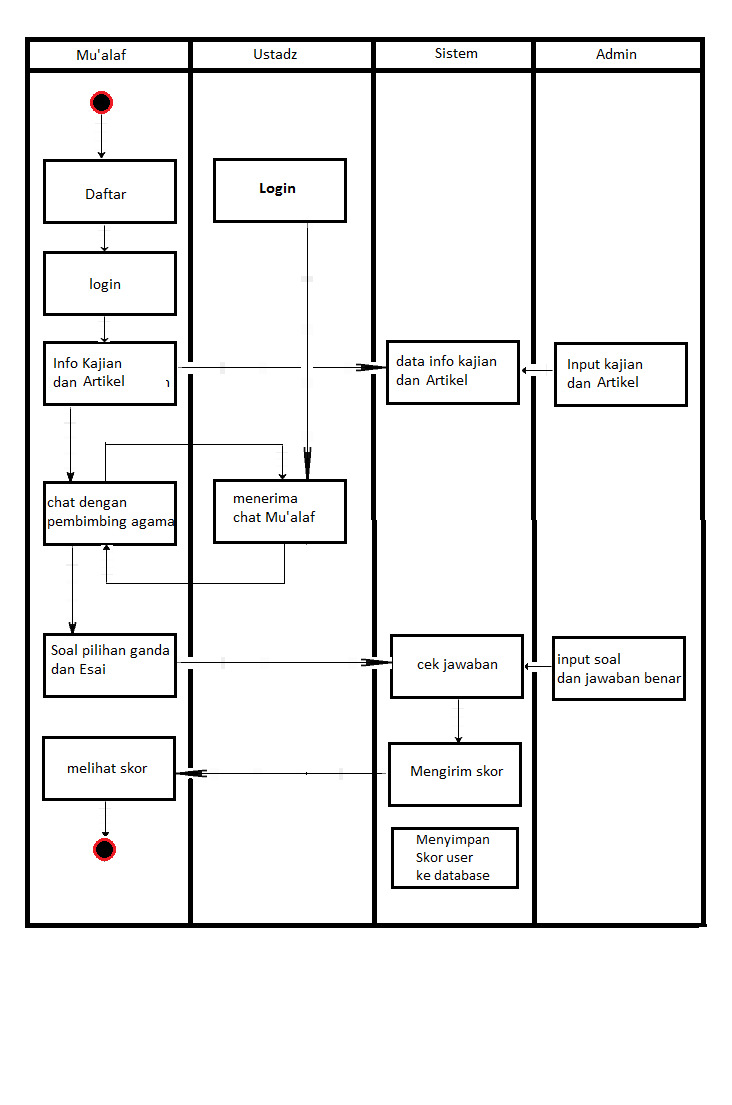 Mu'alaf
Ustadz
Sistem
Admin
Daftar
Login
login
Info Kajian
dan Artikel
data info kajian
dan Artikel
Input kajian
dan Artikel
chat dengan
pembimbing agama
menerima
chat Mu'alaf
Soal pilihan ganda
dan Esai
cek jawaban
input soal
dan jawaban benar
melihat skor
Mengirim skor
Menyimpan
Skor user
ke database